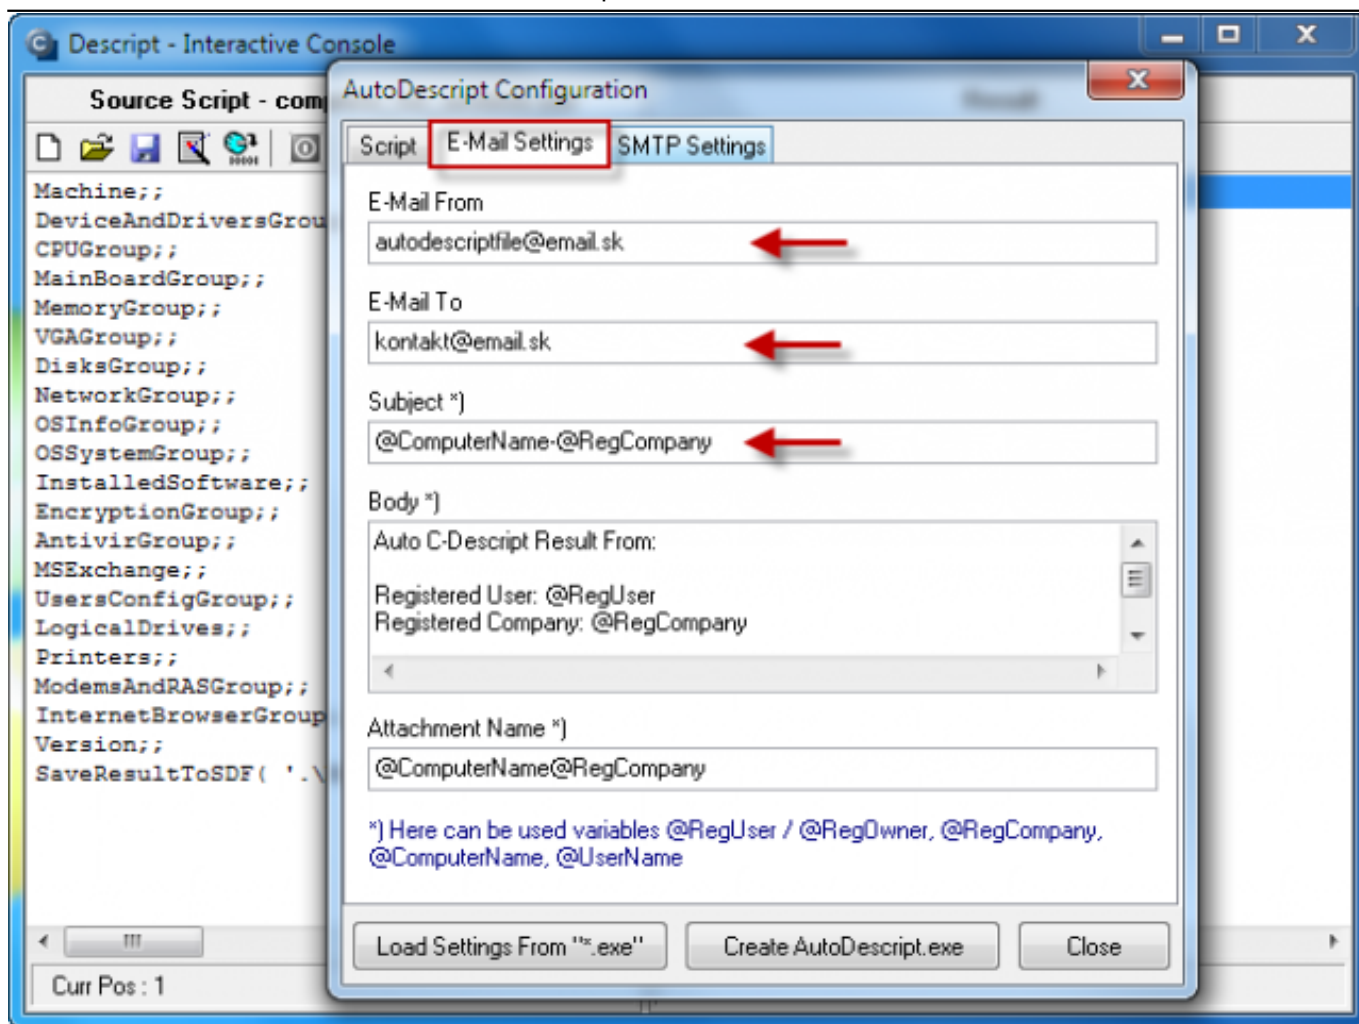 Descript - Interactive Console
Source Script - com
AutoDescript Configuration
Script
E-Mail Settings
SMTP Settings
Machine;;
DeviceAndDriversGrou
CPUGroup;;
MainBoardGroup;;
MemoryGroup;;
VGAGroup;;
DisksGroup;;
NetworkGroup;;
OSInfoGroup;;
OSSystemGroup;;
InstalledSoftware;;
EncryptionGroup;;
AntivirGroup;;
MSExchange;;
UsersConfigGroup;;
LogicalDrives;;
Printers;;
ModemsAndRASGroup;;
InternetBrowserGroup
Version;;
SaveResultToSDF( '.\
Curr Pos : 1
E-Mail From
autodescriptfile@email.sk
E-Mail To
kontakt@email.sk
Subject *)
@ComputerName-@RegCompany
Body *)
Auto C-Descript Result From:
Registered User: @RegUser
Registered Company: @RegCompany
Attachment Name *)
@ComputerName@RegCompany
*) Here can be used variables @RegUser / @RegOwner, @RegCompany,
@ComputerName, @UserName
Load Settings From "*.exe"
Create AutoDescript.exe
Close